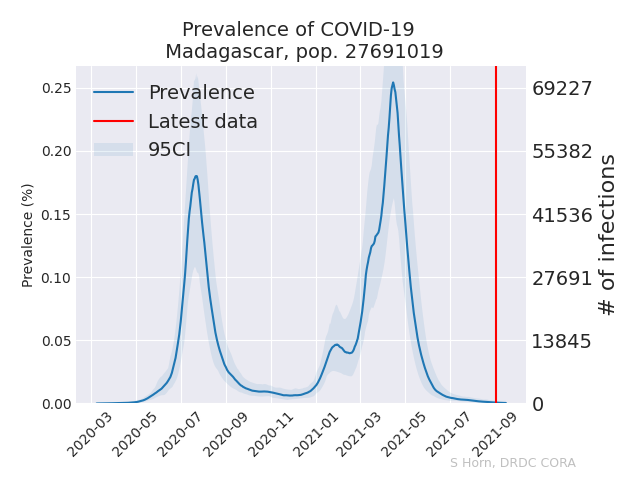 Prevalence of COVID-19
Madagascar, pop. 27691019
Prevalence
Latest data
95CI
Prevalence (%)
0.25
0.20
0.15
0.10
0.05
0.00
69227
55382
41536
27691
13845
0
# of infections
2020-03
2020-05
2020-07
2020-09
2020-11
2021-01
2021-03
2021-05
2021-07
2021-09
S Horn, DRDC CORA